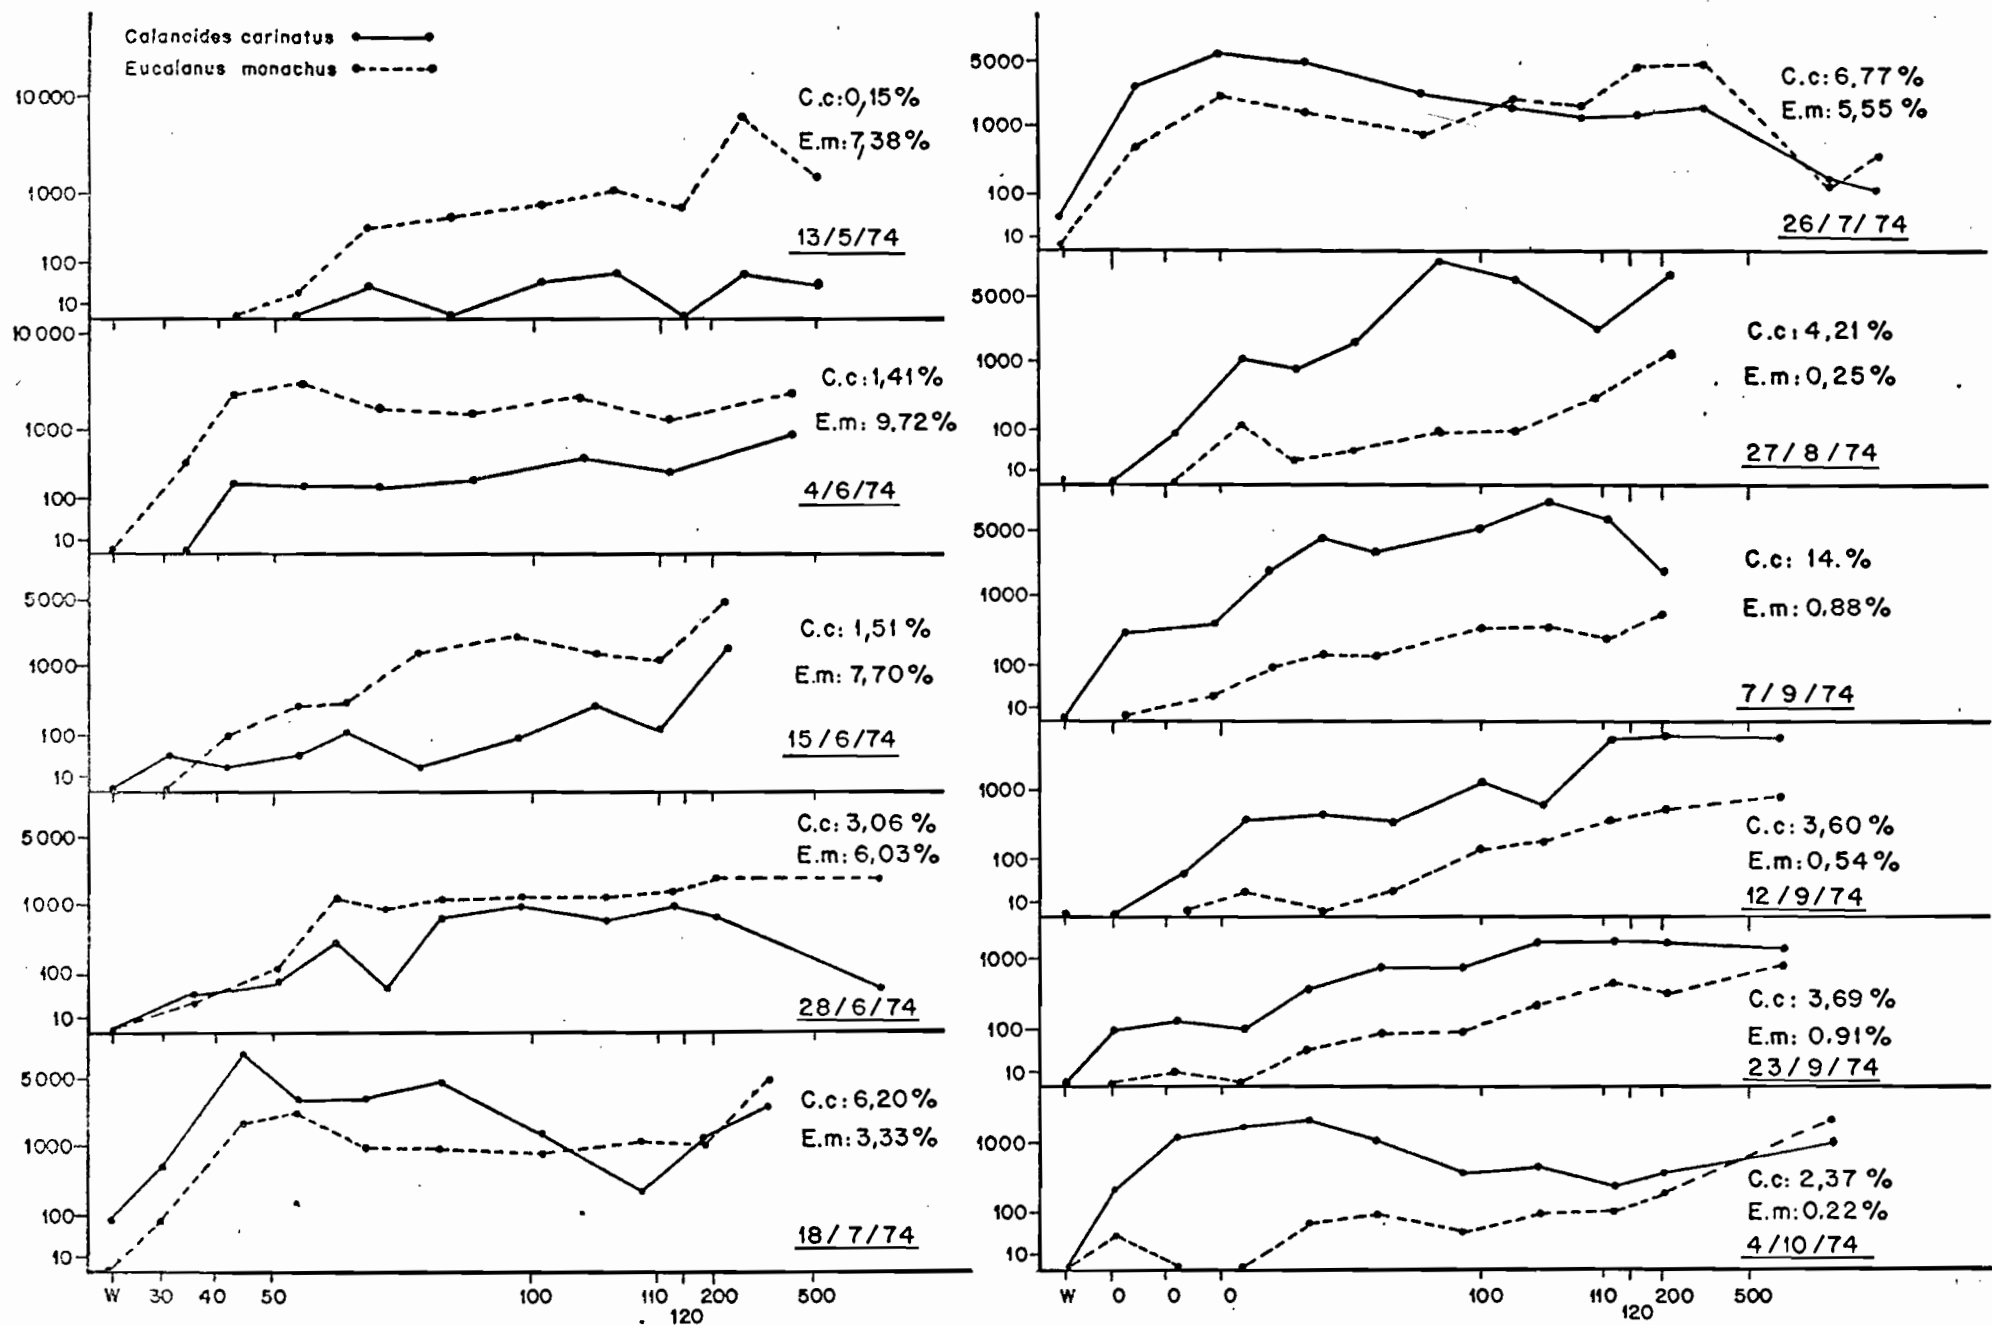 Calanoides carinatus
Eucalanus monachus
10 000
1000
100
10
C.c:0,15%
E.m:7,38%
13/5/74
10 000
1000
100
10
C.c:1,41%
E.m: 9,72%
4/6/74
5000
1000
100
10
C.c: 1,51 %
E.m: 7,70%
15/6/74
5000
1000
100
10
C.c:3,06 %
E.m:6,03%
28/6/74
5000
1000
100
10
C.c:6,20%
E.m:3,33%
18/7/74
W 30 40 50 100 110 120 200 500
5000
1000
100
10
C.c:6,77 %
E.m:5,55%
26/7/74
5000
1000
100
10
C.c:4,21 %
E.m:0,25%
27/8/74
5000
1000
100
10
C.c: 14.%
E.m:0.88%
7/9/74
1000
100
10
C.c:3,60 %
E.m:0,54%
12/9/74
1000
100
10
C.c: 3,69%
E.m: 0.91%
23/9/74
1000
100
10
C.c: 2,37 %
E.m:0.22%
4/10/74
W 0 0 0 100 110 120 200 500